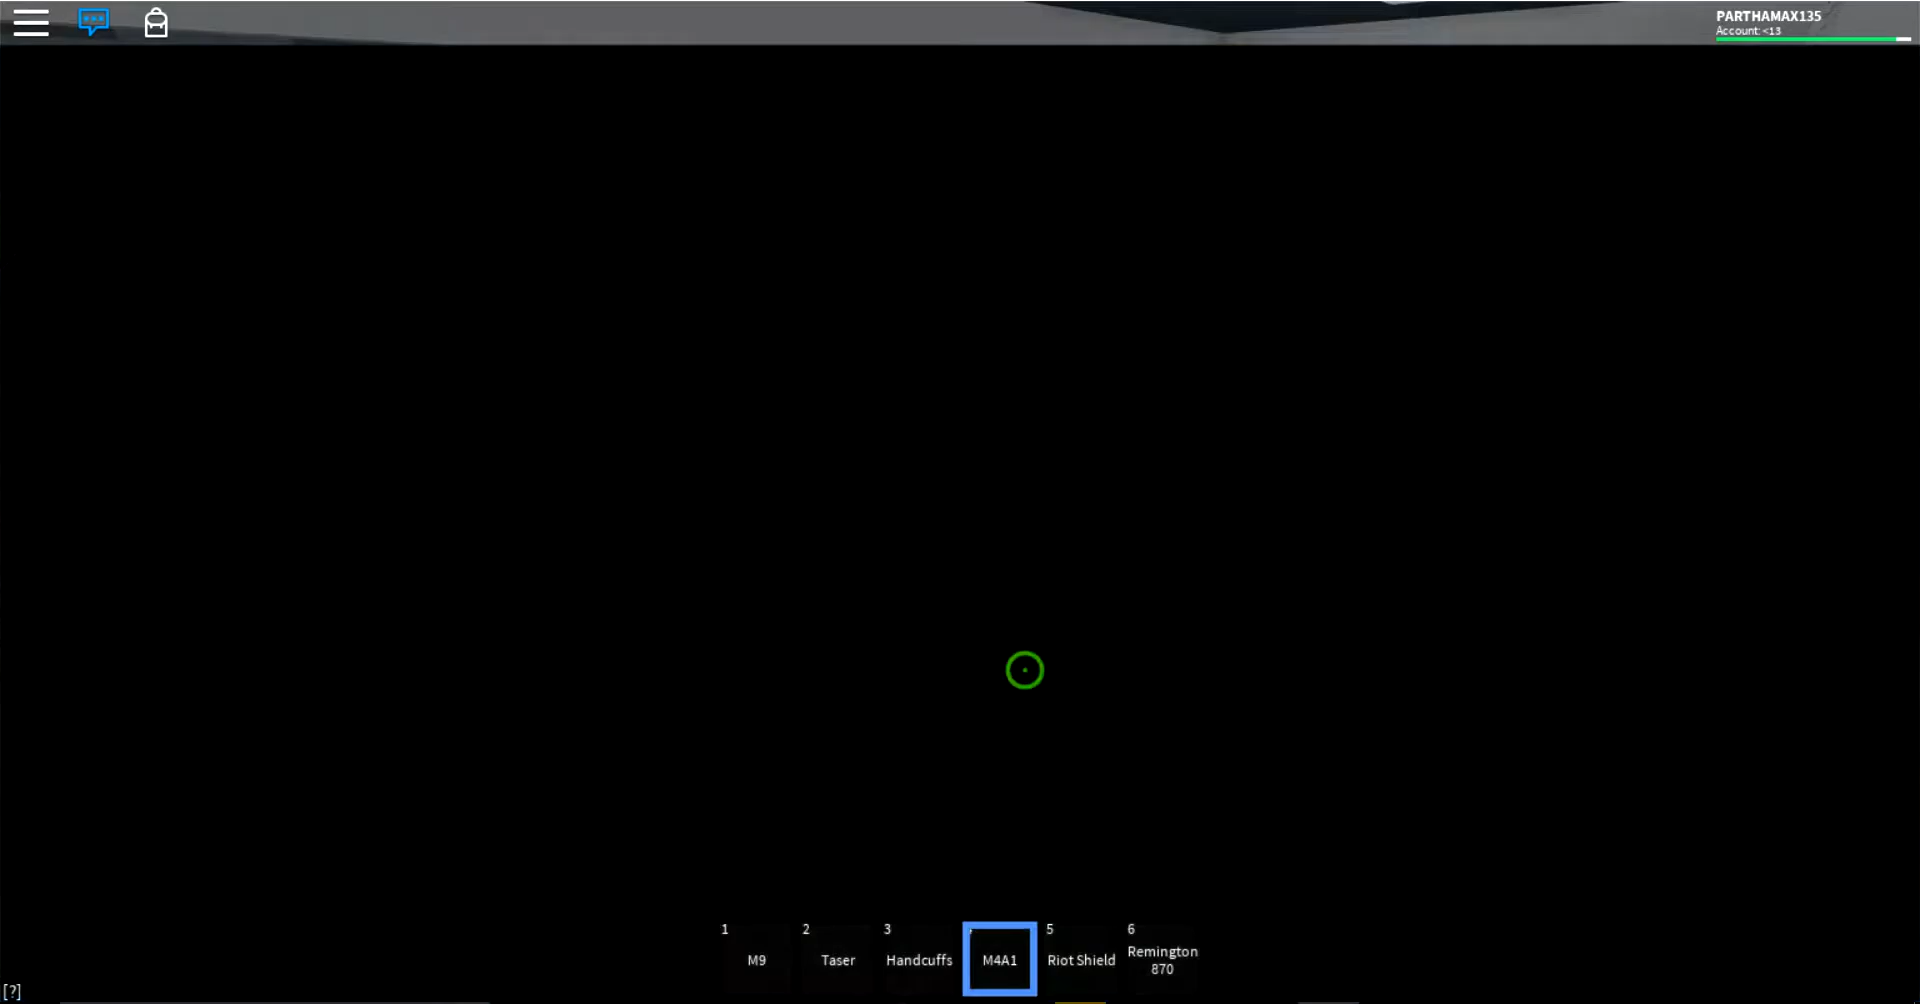 PARTHAMAX135
Account: <13
1
2
3
5
6
M9
Taser
Handcuffs
M4A1
Riot Shield
Remington
870
[?]